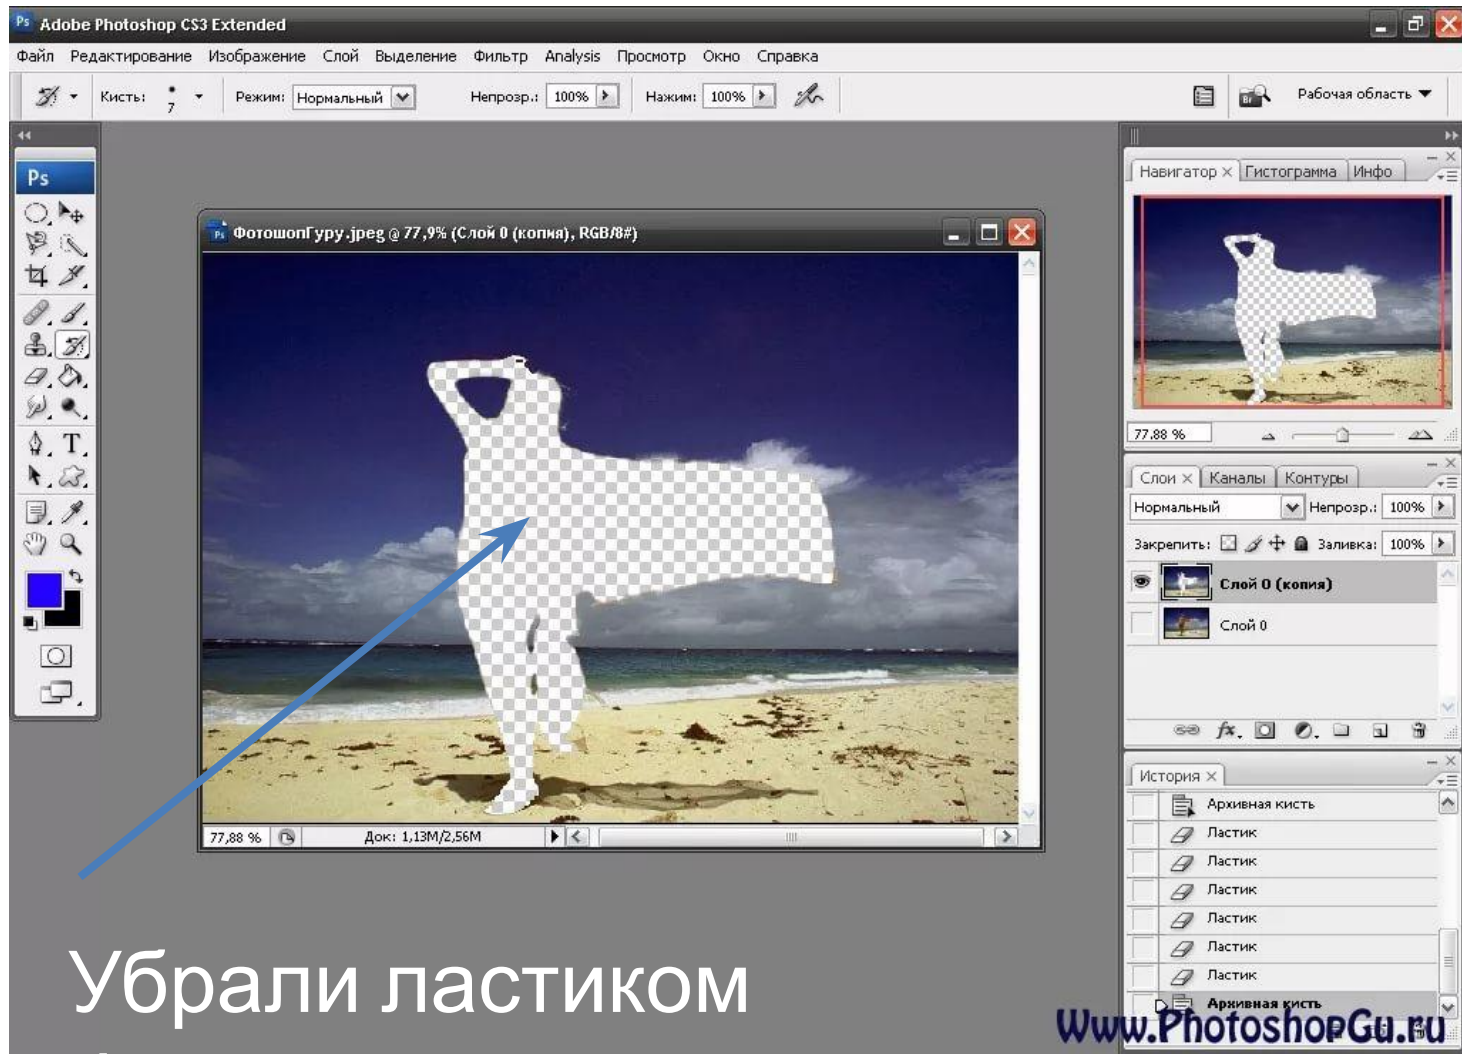 Ps Adobe Photoshop CS3 Extended
Файл Редактирование Изображение Слой Выделение Фильтр Analysis Просмотр Окно Справка
Кисть: 7 Режим: Нормальный Непрозр.: 100% Нажим: 100% Рабочая область
Ps
ФотошопГуру.jpeg @ 77,9% (Слой 0 (копия), RGB/8#)
77,88 % Док: 1,13M/2,56M
Навигатор × Гистограмма Инфо
77.88 %
Слои × Каналы Контуры
Нормальный Непрозр.: 100%
Закрепить: Заливка: 100%
Слой 0 (копия)
Слой 0
История ×
Архивная кисть
Ластик
Ластик
Ластик
Ластик
Ластик
Ластик
Архивная кисть
Убрали ластиком
Www.PhotoshopGu.ru